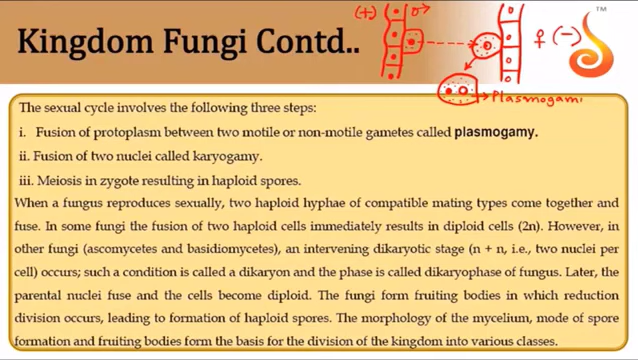 Kingdom Fungi Contd..
(+) ♂
♀ (-)
TM
Plasmogami
The sexual cycle involves the following three steps:
i. Fusion of protoplasm between two motile or non-motile gametes called plasmogamy.
ii. Fusion of two nuclei called karyogamy.
iii. Meiosis in zygote resulting in haploid spores.
When a fungus reproduces sexually, two haploid hyphae of compatible mating types come together and
fuse. In some fungi the fusion of two haploid cells immediately results in diploid cells (2n). However, in
other fungi (ascomycetes and basidiomycetes), an intervening dikaryotic stage (n + n, i.e., two nuclei per
cell) occurs; such a condition is called a dikaryon and the phase is called dikaryophase of fungus. Later, the
parental nuclei fuse and the cells become diploid. The fungi form fruiting bodies in which reduction
division occurs, leading to formation of haploid spores. The morphology of the mycelium, mode of spore
formation and fruiting bodies form the basis for the division of the kingdom into various classes.